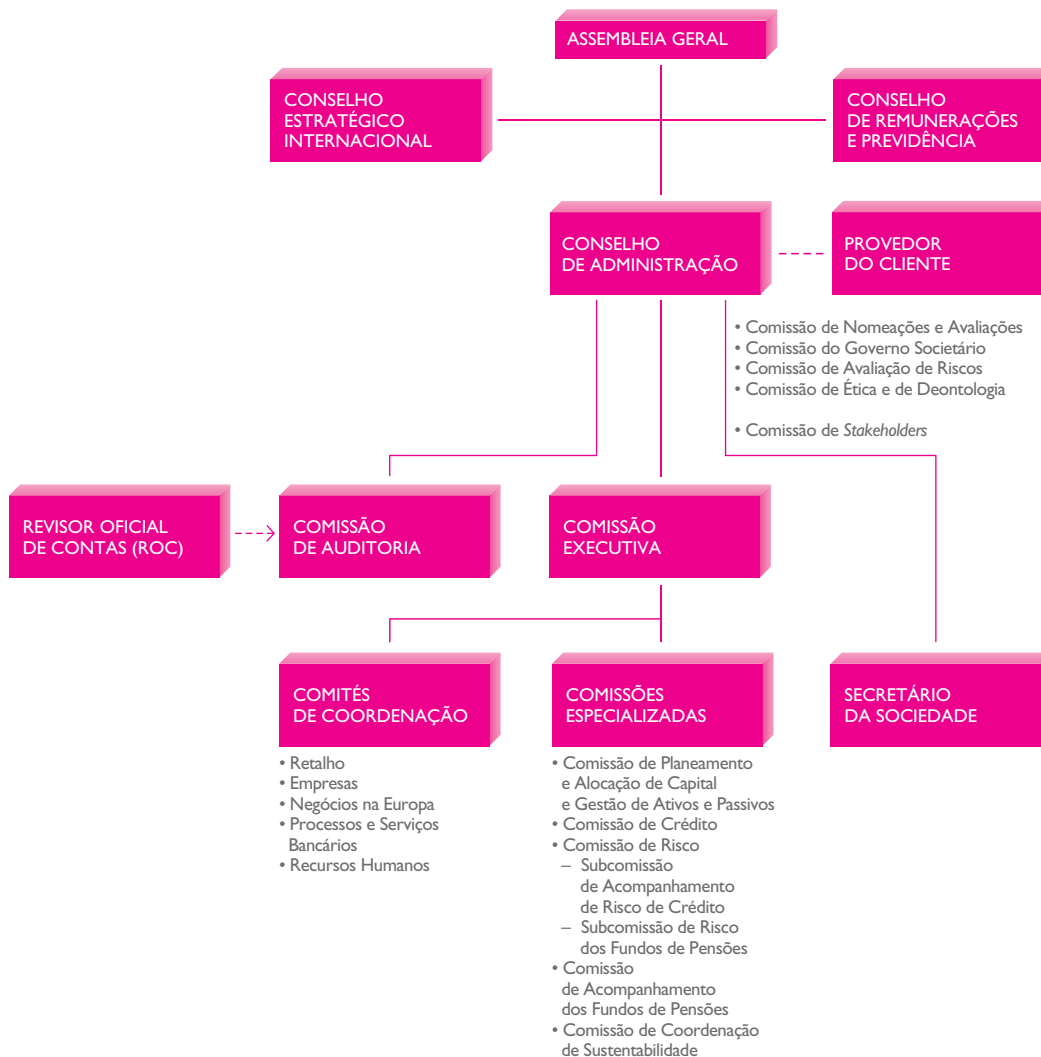 ASSEMBLEIA GERAL
CONSELHO
ESTRATÉGICO
INTERNACIONAL
CONSELHO
DE REMUNERAÇÕES
E PREVIDÊNCIA
CONSELHO
DE ADMINISTRAÇÃO
PROVEDOR
DO CLIENTE
• Comissão de Nomeações e Avaliações
• Comissão do Governo Societário
• Comissão de Avaliação de Riscos
• Comissão de Ética e de Deontologia
• Comissão de Stakeholders
REVISOR OFICIAL
DE CONTAS (ROC)
COMISSÃO
DE AUDITORIA
COMISSÃO
EXECUTIVA
COMITÉS
DE COORDENAÇÃO
• Retalho
• Empresas
• Negócios na Europa
• Processos e Serviços
Bancários
• Recursos Humanos
COMISSÕES
ESPECIALIZADAS
• Comissão de Planeamento
e Alocação de Capital
e Gestão de Ativos e Passivos
• Comissão de Crédito
• Comissão de Risco
– Subcomissão
de Acompanhamento
de Risco de Crédito
– Subcomissão de Risco
dos Fundos de Pensões
• Comissão
de Acompanhamento
dos Fundos de Pensões
• Comissão de Coordenação
de Sustentabilidade
SECRETÁRIO
DA SOCIEDADE